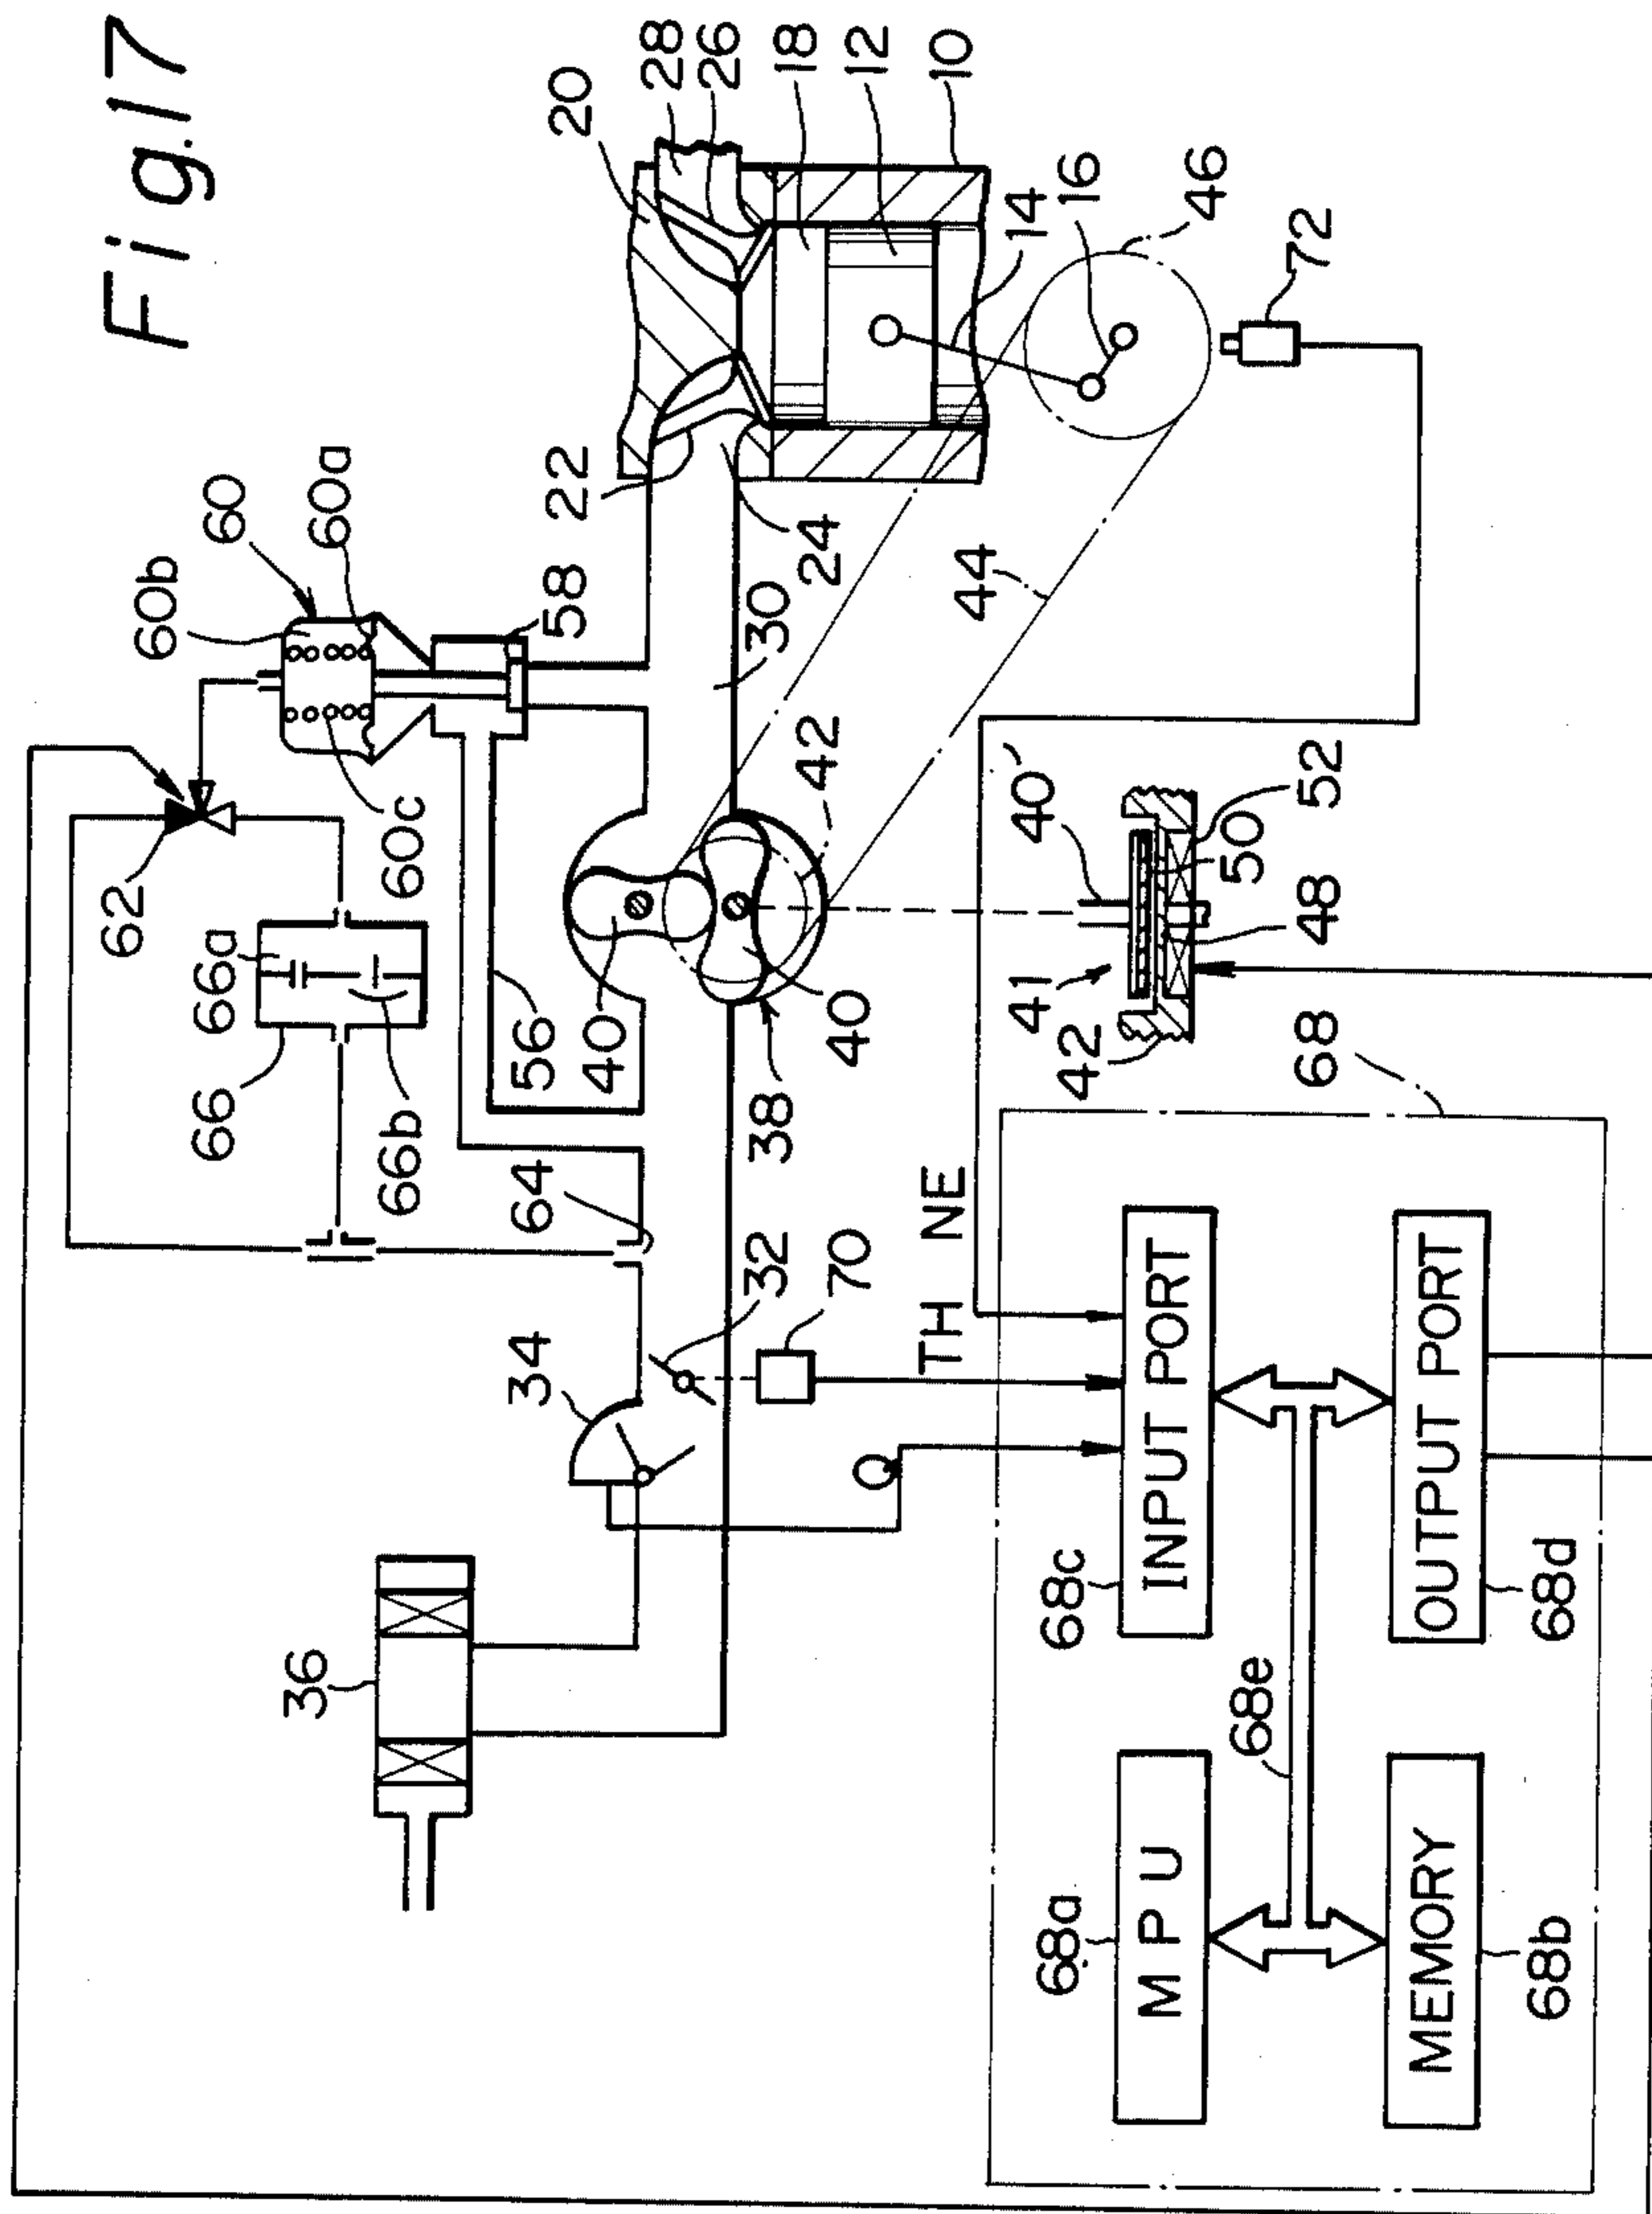 Fig.17
20
28
26
18
12
10
60
60a
60b
22
58
24
14
16
46
72
30
44
62
60c
42
40'
66a
66
66b
56
40
40
38
41
42
52
50
48
68
64
32
70
34
TH NE
Q
36
68c
INPUT PORT
OUTPUT PORT
68d
68e
68a
MPU
MEMORY
68b